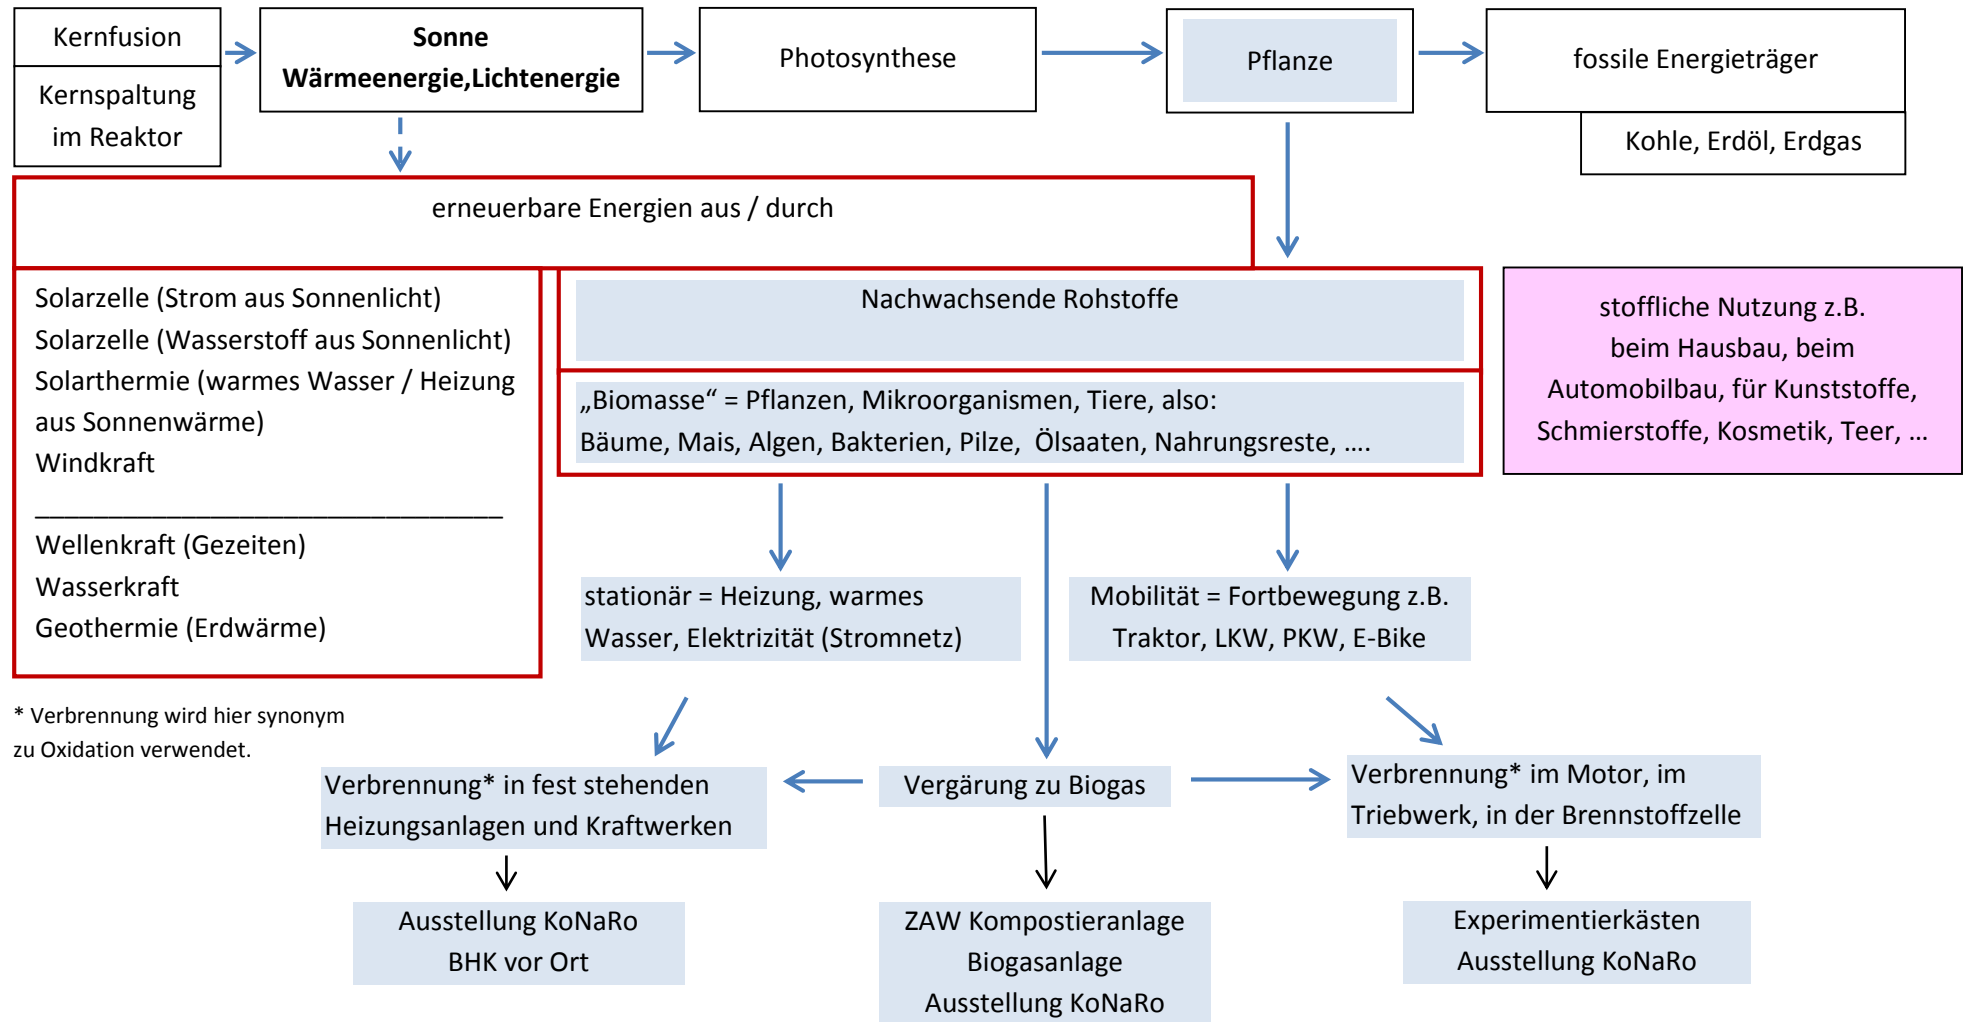 Kernfusion
Kernspaltung
im Reaktor
Sonne
Wärmeenergie,Lichtenergie
Photosynthese
Pflanze
fossile Energieträger
Kohle, Erdöl, Erdgas
erneuerbare Energien aus / durch
Solarzelle (Strom aus Sonnenlicht)
Solarzelle (Wasserstoff aus Sonnenlicht)
Solarthermie (warmes Wasser / Heizung
aus Sonnenwärme)
Windkraft
________________________________
Wellenkraft (Gezeiten)
Wasserkraft
Geothermie (Erdwärme)
Nachwachsende Rohstoffe
„Biomasse“ = Pflanzen, Mikroorganismen, Tiere, also:
Bäume, Mais, Algen, Bakterien, Pilze, Ölsaaten, Nahrungsreste, ….
stoffliche Nutzung z.B.
beim Hausbau, beim
Automobilbau, für Kunststoffe,
Schmierstoffe, Kosmetik, Teer, …
stationär = Heizung, warmes
Wasser, Elektrizität (Stromnetz)
Mobilität = Fortbewegung z.B.
Traktor, LKW, PKW, E-Bike
* Verbrennung wird hier synonym
zu Oxidation verwendet.
Verbrennung* in fest stehenden
Heizungsanlagen und Kraftwerken
Vergärung zu Biogas
Verbrennung* im Motor, im
Triebwerk, in der Brennstoffzelle
Ausstellung KoNaRo
BHK vor Ort
ZAW Kompostieranlage
Biogasanlage
Ausstellung KoNaRo
Experimentierkästen
Ausstellung KoNaRo